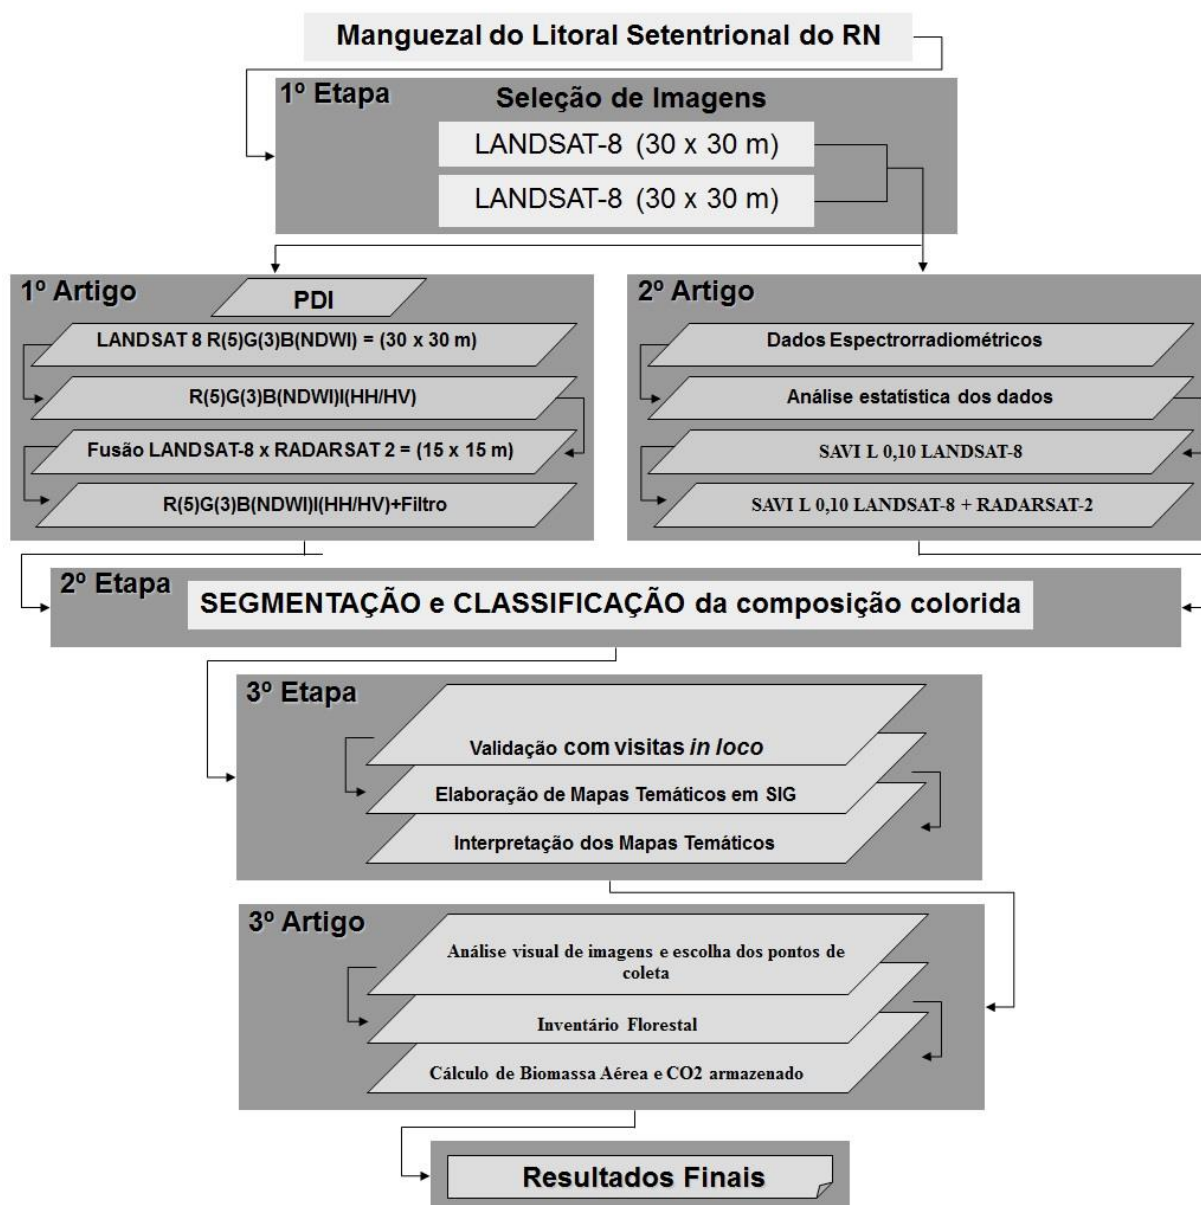 Manguezal do Litoral Setentrional do RN
1º Etapa
Seleção de Imagens
LANDSAT-8 (30 x 30 m)
LANDSAT-8 (30 x 30 m)
1º Artigo
PDI
LANDSAT 8 R(5)G(3)B(NDWI) = (30 x 30 m)
R(5)G(3)B(NDWI)I(HH/HV)
Fusão LANDSAT-8 x RADARSAT 2 = (15 x 15 m)
R(5)G(3)B(NDWI)I(HH/HV)+Filtro
2º Artigo
Dados Espectrorradiométricos
Análise estatística dos dados
SAVI L 0,10 LANDSAT-8
SAVI L 0,10 LANDSAT-8 + RADARSAT-2
2º Etapa
SEGMENTAÇÃO e CLASSIFICAÇÃO da composição colorida
3º Etapa
Validação com visitas in loco
Elaboração de Mapas Temáticos em SIG
Interpretação dos Mapas Temáticos
3º Artigo
Análise visual de imagens e escolha dos pontos de
coleta
Inventário Florestal
Cálculo de Biomassa Aérea e CO2 armazenado
Resultados Finais